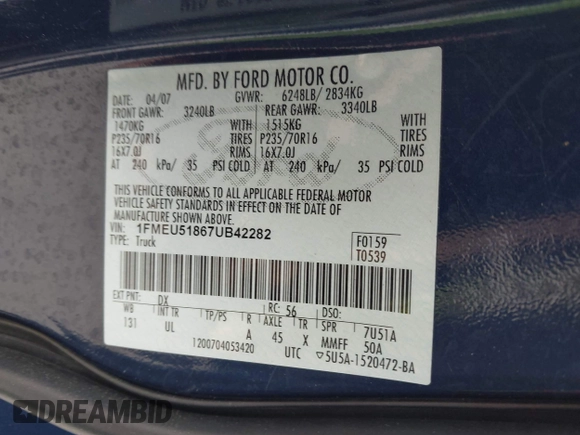 MFD. BY FORD MOTOR CO.
DATE: 04/07 GVWR: 6248LB/ 2834KG
FRONT GAWR: 3240LB REAR GAWR: 3340LB
1470KG WITH 1515KG WITH
P235/70R16 TIRES P235/70R16 TIRES
16X7.0J RIMS 16X7.0J RIMS
AT 240 kPa/ 35 PSI COLD AT 240 kPa/ 35 PSI COLD
THIS VEHICLE CONFORMS TO ALL APPLICABLE FEDERAL MOTOR
VEHICLE SAFETY STANDARDS IN EFFECT ON THE DATE OF
MANUFACTURE SHOWN ABOVE.
VIN: 1FMEU51867UB42282
TYPE: Truck
F0159
T0539
EXT PNT: DX RC: 56 DSO:
WB INT TR TP/PS R AXLE TR SPR 7U51A
131 UL A 45 X MMFF 50A
1200704053420 UTC 5U5A-1520472-BA
DREAMBID